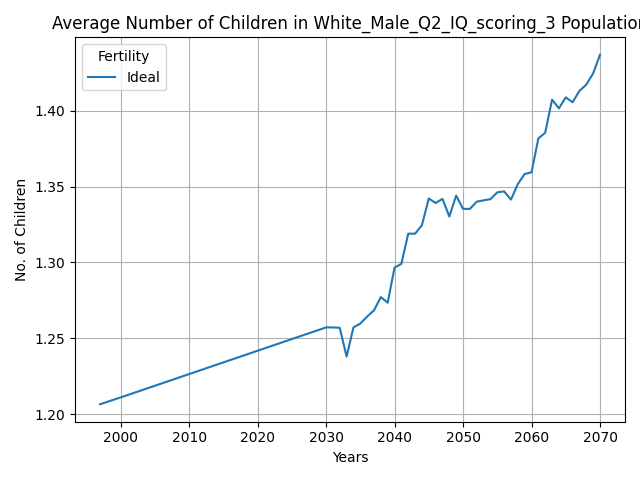 Average Number of Children in White_Male_Q2_IQ_scoring_3 Population
Fertility
Ideal
No. of Children
1.40
1.35
1.30
1.25
1.20
2000 2010 2020 2030 2040 2050 2060 2070
Years